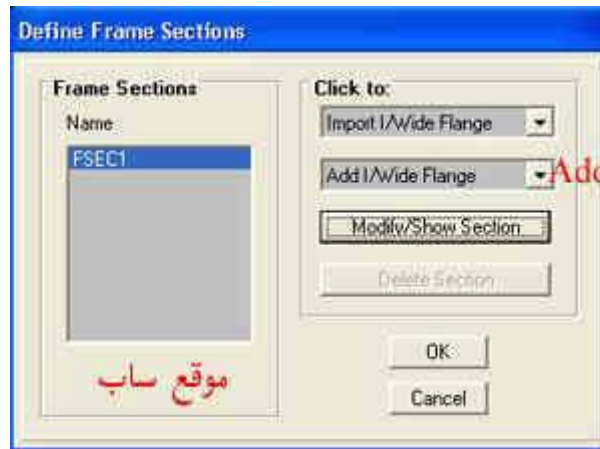 Define Frame Sections
Frame Sections
Name
FSEC1
Click to:
Import I/Wide Flange
Add I/Wide Flange
Add
Modify/Show Section
Delete Section
OK
Cancel
موقع ساب